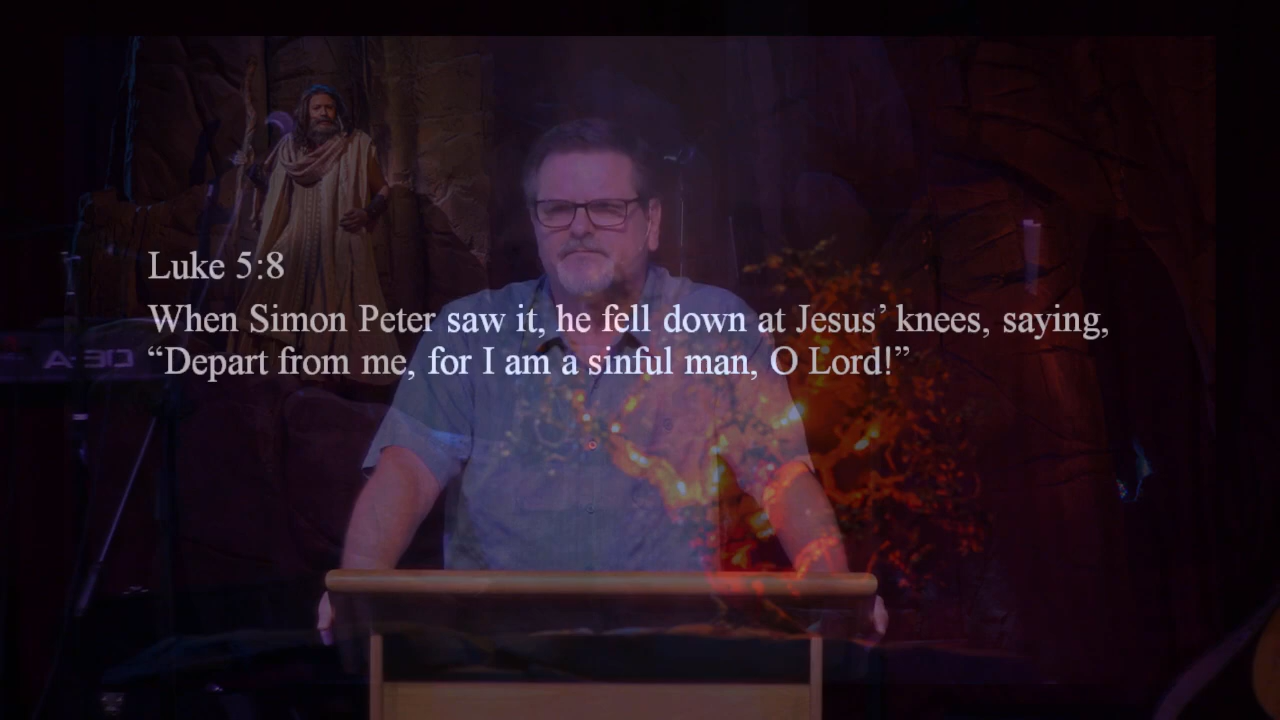 Luke 5:8
When Simon Peter saw it, he fell down at Jesus’ knees, saying,
“Depart from me, for I am a sinful man, O Lord!”